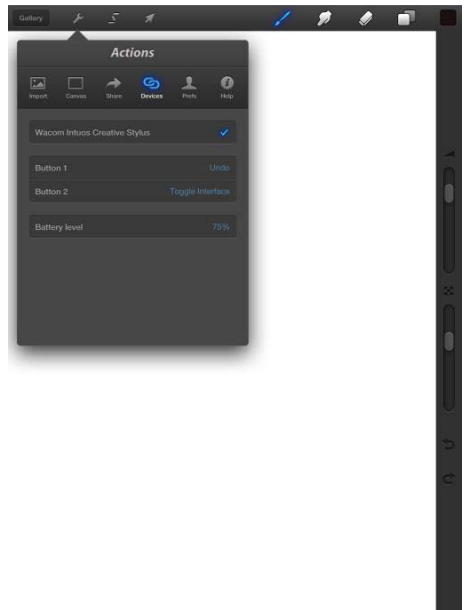 Gallery
Actions
Import Canvas Share Devices Prefs Help
Wacom Intuos Creative Stylus
Button 1 Undo
Button 2 Toggle Interface
Battery level 75%